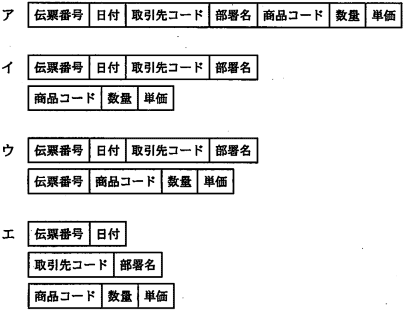 ア 伝票番号 日付 取引先コード 部署名 商品コード 数量 単価
イ 伝票番号 日付 取引先コード 部署名
商品コード 数量 単価
ウ 伝票番号 日付 取引先コード 部署名
伝票番号 商品コード 数量 単価
エ 伝票番号 日付
取引先コード 部署名
商品コード 数量 単価